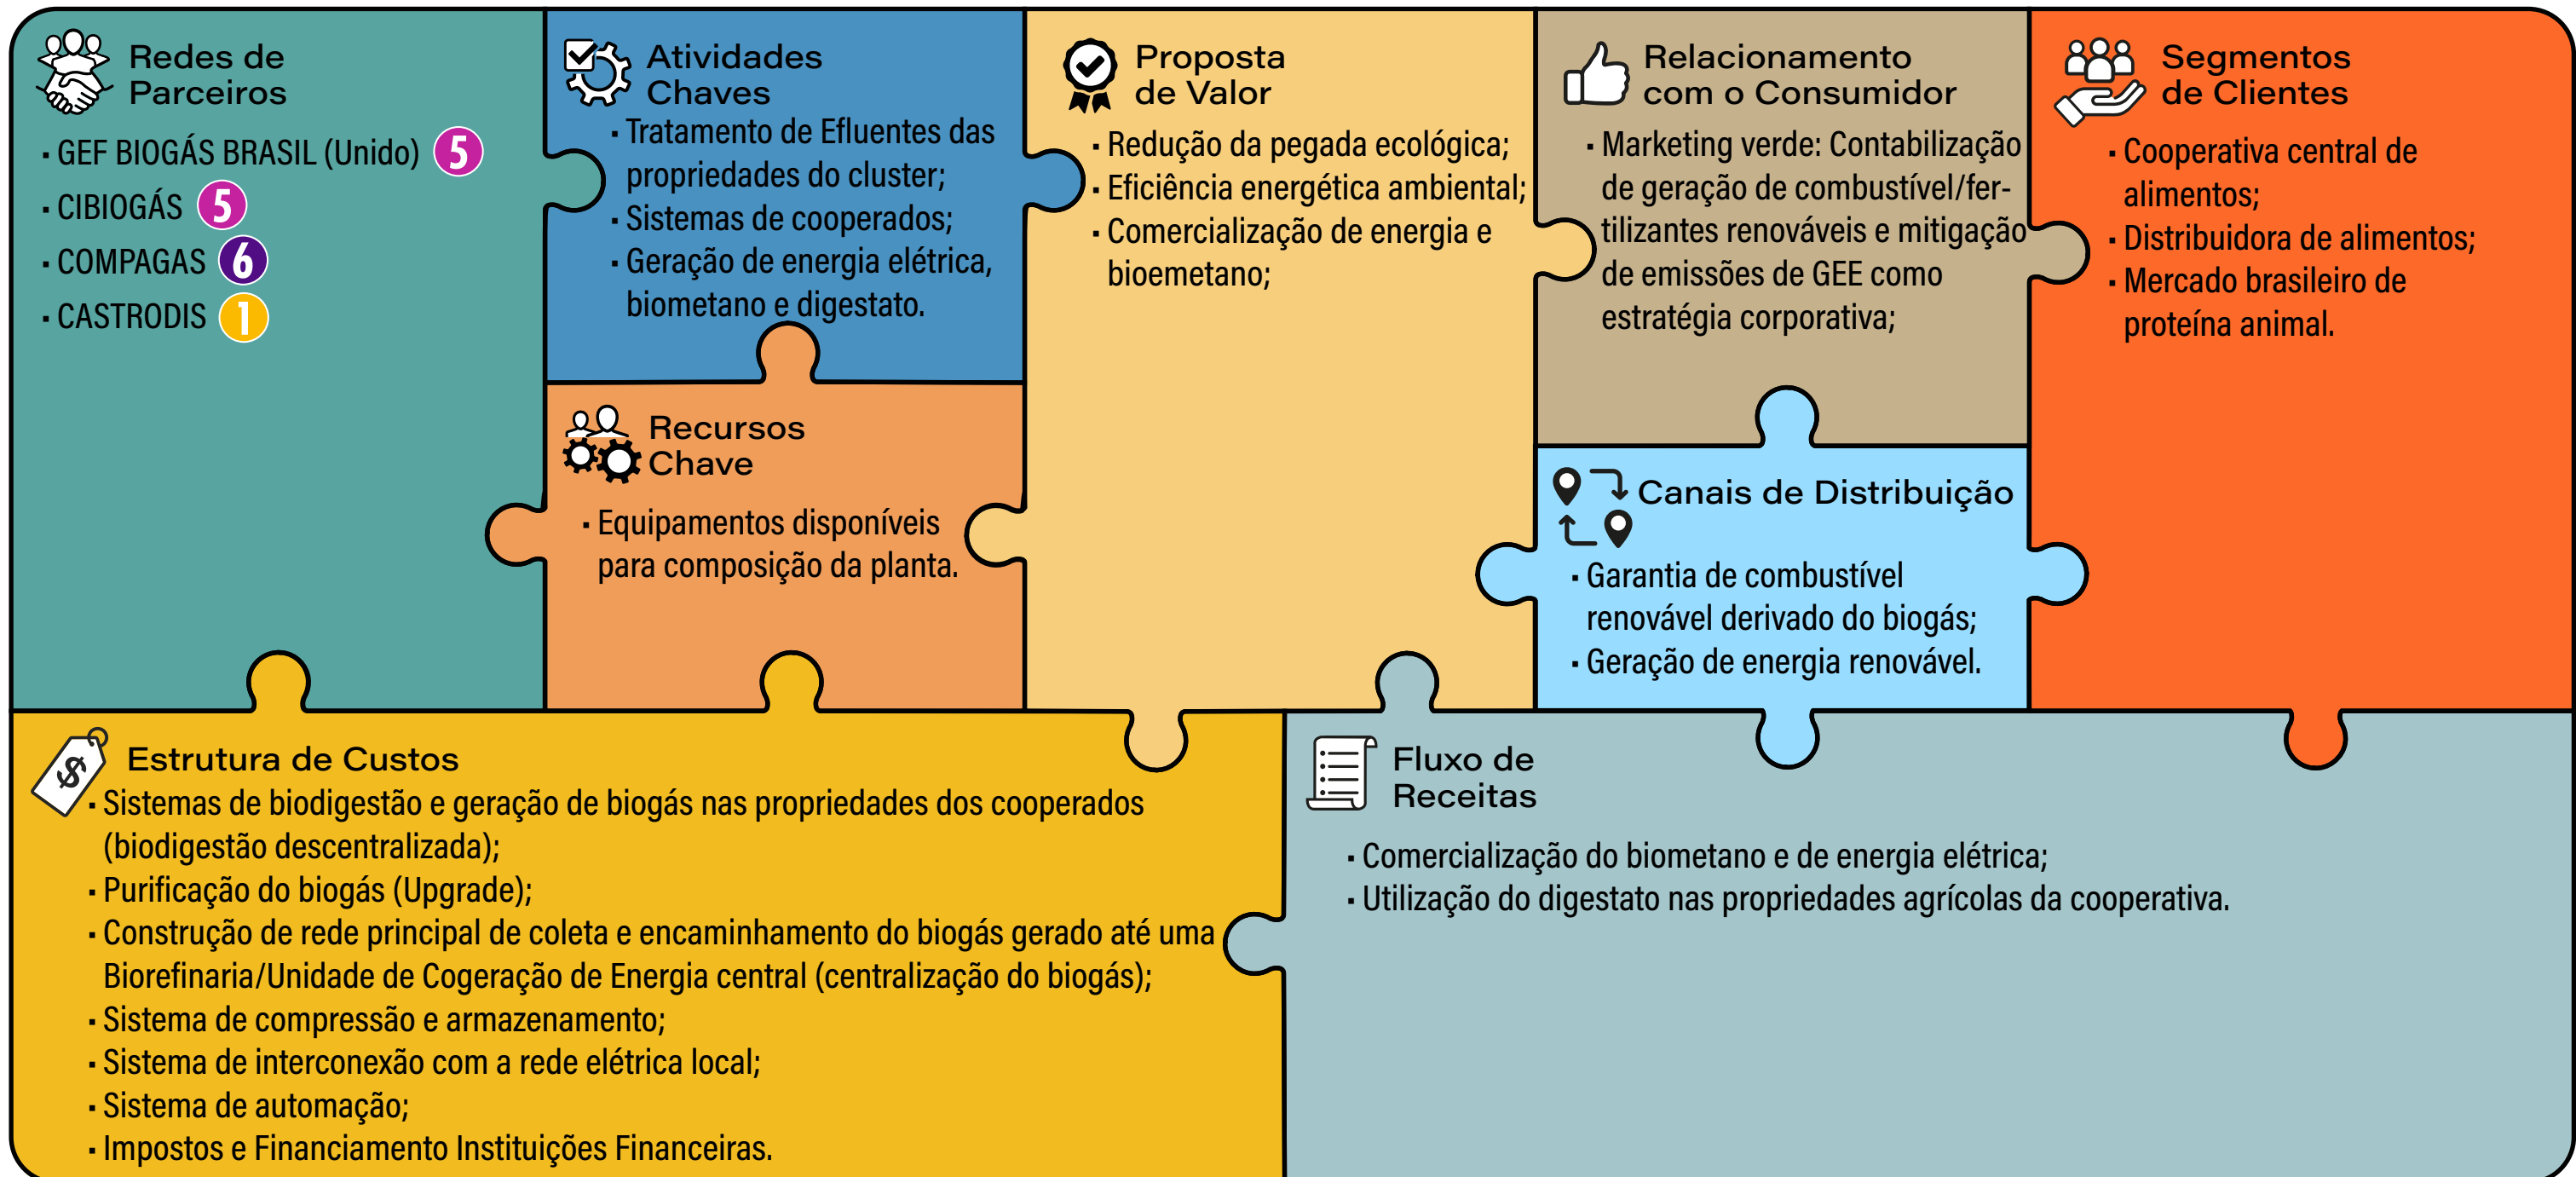 Redes de
Parceiros
· GEF BIOGÁS BRASIL (Unido) 5
· CIBIOGÁS 5
· COMPAGAS 6
· CASTRODIS 1
Atividades
Chaves
· Tratamento de Efluentes das
propriedades do cluster;
· Sistemas de cooperados;
· Geração de energia elétrica,
biometano e digestato.
Recursos
Chave
· Equipamentos disponíveis
para composição da planta.
Proposta
de Valor
· Redução da pegada ecológica;
· Eficiência energética ambiental;
· Comercialização de energia e
bioemetano;
Relacionamento
com o Consumidor
· Marketing verde: Contabilização
de geração de combustível/fer-
tilizantes renováveis e mitigação
de emissões de GEE como
estratégia corporativa;
Canais de Distribuição
· Garantia de combustível
renovável derivado do biogás;
· Geração de energia renovável.
Segmentos
de Clientes
· Cooperativa central de
alimentos;
· Distribuidora de alimentos;
· Mercado brasileiro de
proteína animal.
$
Estrutura de Custos
· Sistemas de biodigestão e geração de biogás nas propriedades dos cooperados
(biodigestão descentralizada);
· Purificação do biogás (Upgrade);
· Construção de rede principal de coleta e encaminhamento do biogás gerado até uma
Biorefinaria/Unidade de Cogeração de Energia central (centralização do biogás);
· Sistema de compressão e armazenamento;
· Sistema de interconexão com a rede elétrica local;
· Sistema de automação;
· Impostos e Financiamento Instituições Financeiras.
Fluxo de
Receitas
· Comercialização do biometano e de energia elétrica;
· Utilização do digestato nas propriedades agrícolas da cooperativa.